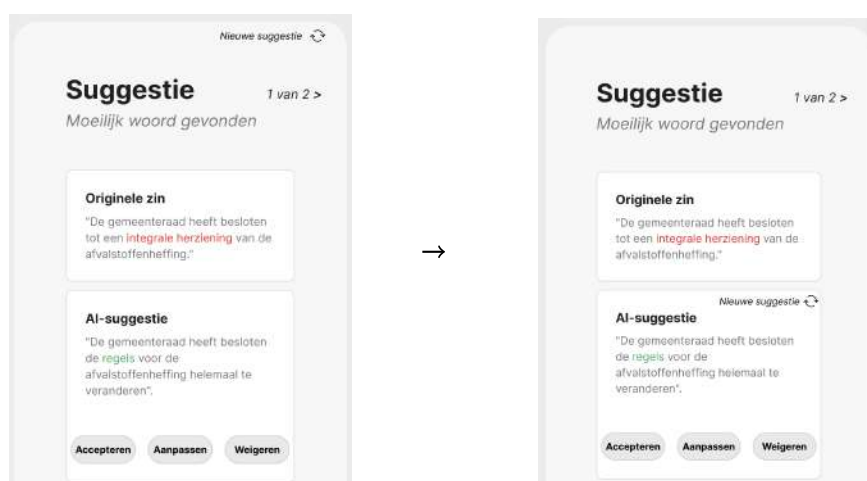 Nieuwe suggestie
Suggestie
1 van 2 >
Moeilijk woord gevonden
Originele zin
"De gemeenteraad heeft besloten
tot een integrale herziening van de
afvalstoffenheffing."
AI-suggestie
"De gemeenteraad heeft besloten
de regels voor de
afvalstoffenheffing helemaal te
veranderen".
Accepteren Aanpassen Weigeren
→
Suggestie
1 van 2 >
Moeilijk woord gevonden
Originele zin
"De gemeenteraad heeft besloten
tot een integrale herziening van de
afvalstoffenheffing."
Nieuwe suggestie
AI-suggestie
"De gemeenteraad heeft besloten
de regels voor de
afvalstoffenheffing helemaal te
veranderen".
Accepteren Aanpassen Weigeren